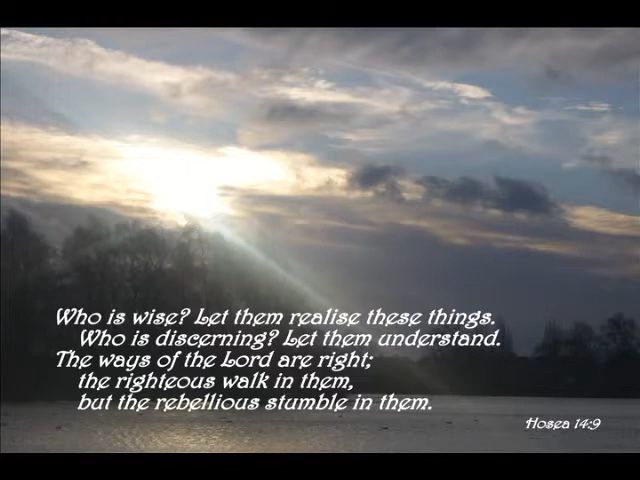 Who is wise? Let them realise these things.
Who is discerning? Let them understand.
The ways of the Lord are right;
the righteous walk in them,
but the rebellious stumble in them.
Hosea 14:9